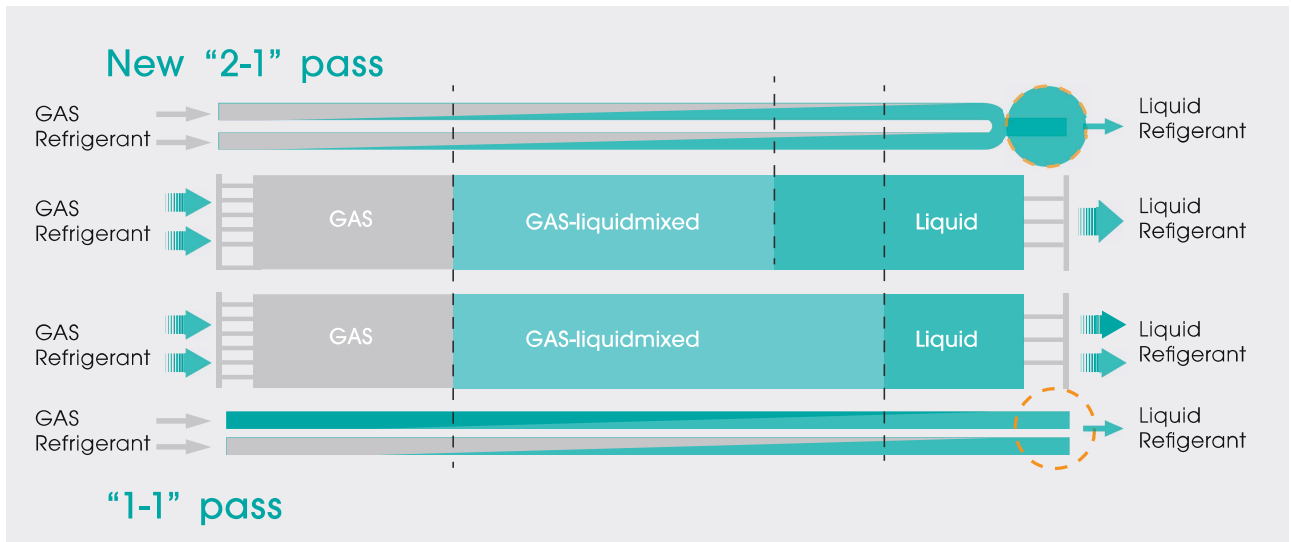 New “2-1” pass
GAS
Refrigerant
Liquid
Refigerant
GAS
Refrigerant
GAS
GAS-liquidmixed
Liquid
Liquid
Refigerant
GAS
Refrigerant
GAS
GAS-liquidmixed
Liquid
Liquid
Refigerant
GAS
Refrigerant
Liquid
Refigerant
“1-1” pass